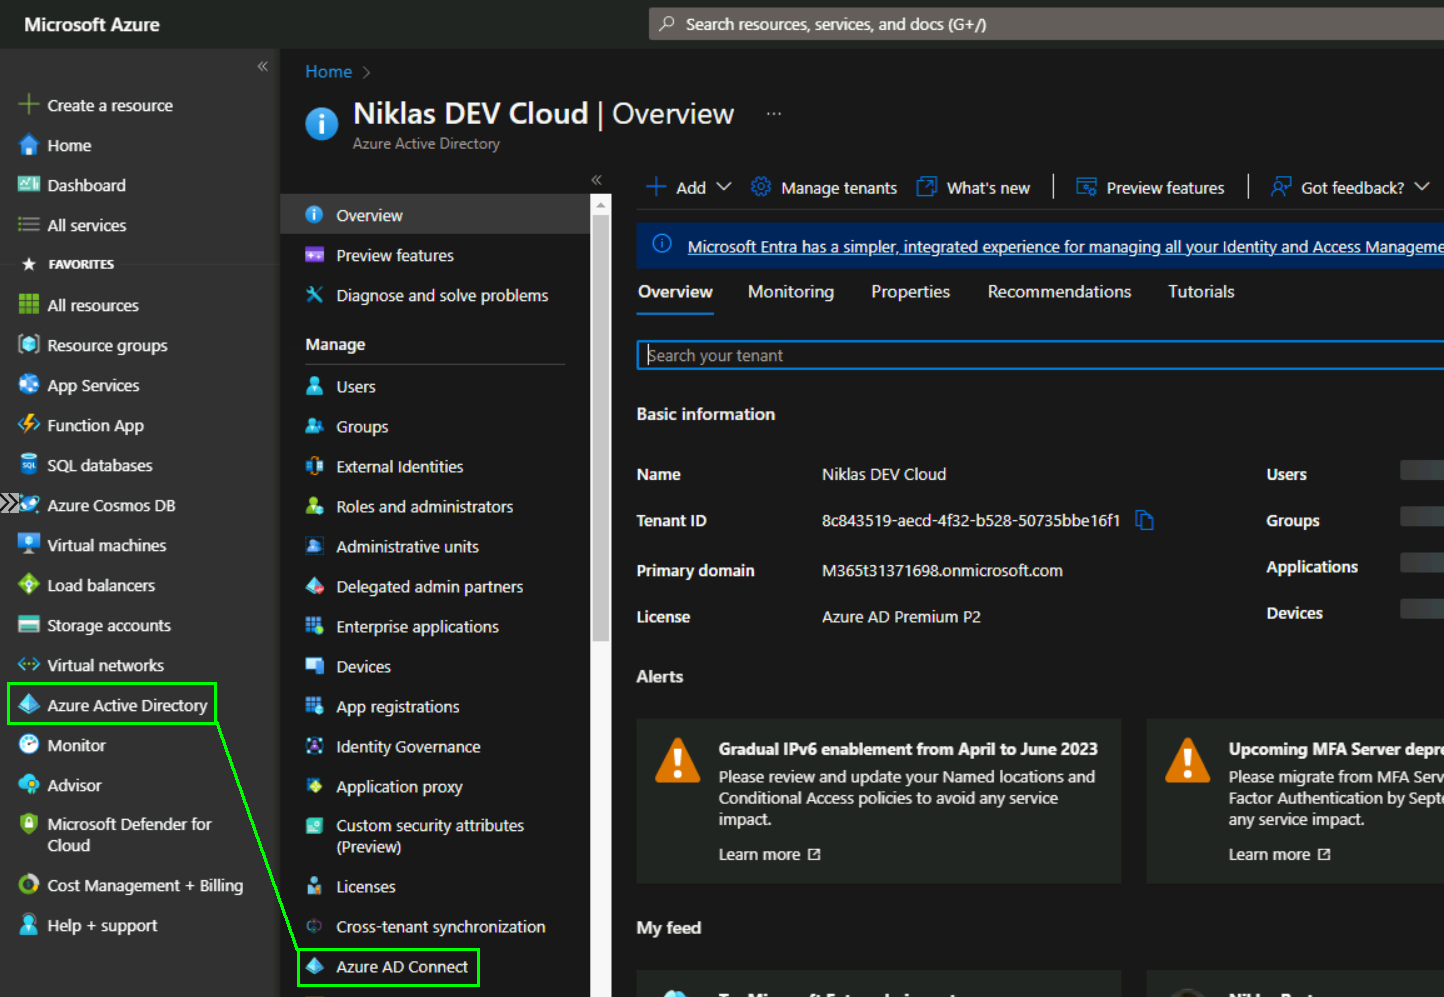 Microsoft Azure
Search resources, services, and docs (G+/)
Create a resource
Home
Dashboard
All services
FAVORITES
All resources
Resource groups
App Services
Function App
SQL databases
Azure Cosmos DB
Virtual machines
Load balancers
Storage accounts
Virtual networks
Azure Active Directory
Monitor
Advisor
Microsoft Defender for
Cloud
Cost Management + Billing
Help + support
Home
Niklas DEV Cloud | Overview
Azure Active Directory
Overview
Preview features
Diagnose and solve problems
Manage
Users
Groups
External Identities
Roles and administrators
Administrative units
Delegated admin partners
Enterprise applications
Devices
App registrations
Identity Governance
Application proxy
Custom security attributes
(Preview)
Licenses
Cross-tenant synchronization
Azure AD Connect
Add
Manage tenants
What's new
Preview features
Got feedback?
Microsoft Entra has a simpler, integrated experience for managing all your Identity and Access Manageme
Overview
Monitoring
Properties
Recommendations
Tutorials
Search your tenant
Basic information
Name
Niklas DEV Cloud
Users
Tenant ID
8c843519-aecd-4f32-b528-50735bbe16f1
Groups
Primary domain
M365t31371698.onmicrosoft.com
Applications
License
Azure AD Premium P2
Devices
Alerts
Gradual IPv6 enablement from April to June 2023
Please review and update your Named locations and
Conditional Access policies to avoid any service
impact.
Learn more
Upcoming MFA Server depre
Please migrate from MFA Serv
Factor Authentication by Septe
any service impact.
Learn more
My feed